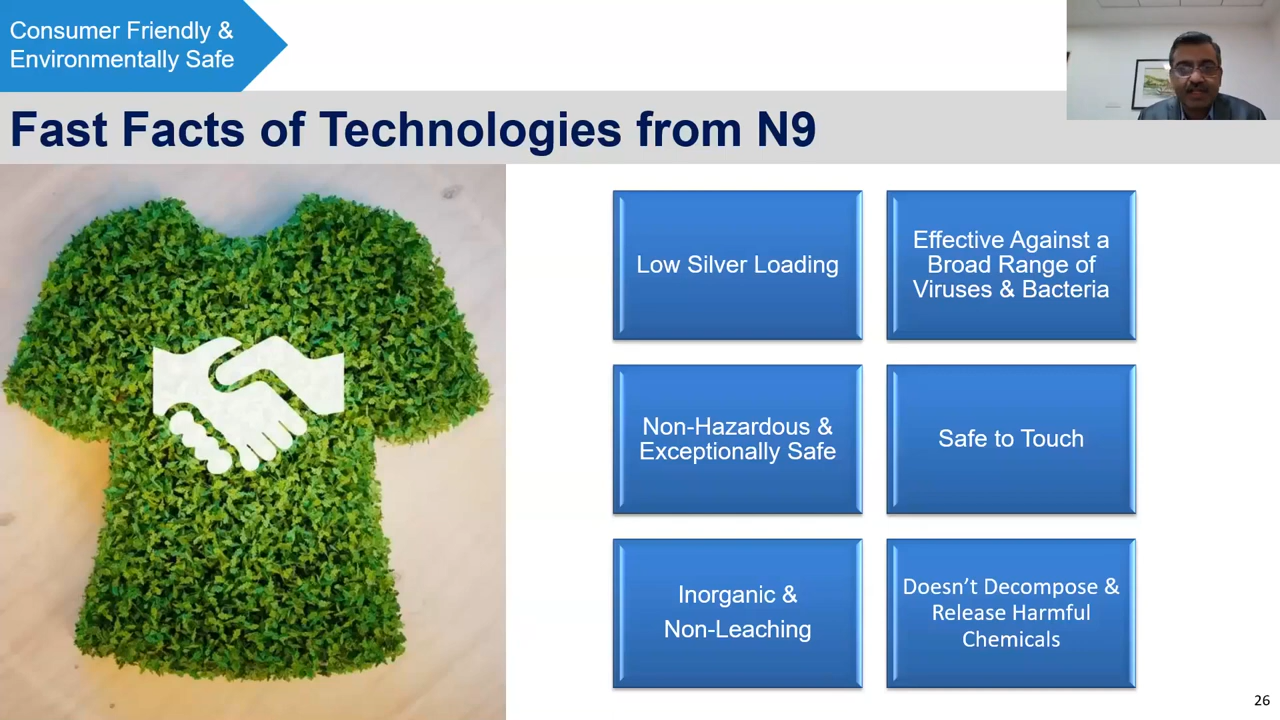 Consumer Friendly &
Environmentally Safe
Fast Facts of Technologies from N9
Low Silver Loading
Effective Against a
Broad Range of
Viruses & Bacteria
Non-Hazardous &
Exceptionally Safe
Safe to Touch
Inorganic &
Non-Leaching
Doesn’t Decompose &
Release Harmful
Chemicals
26